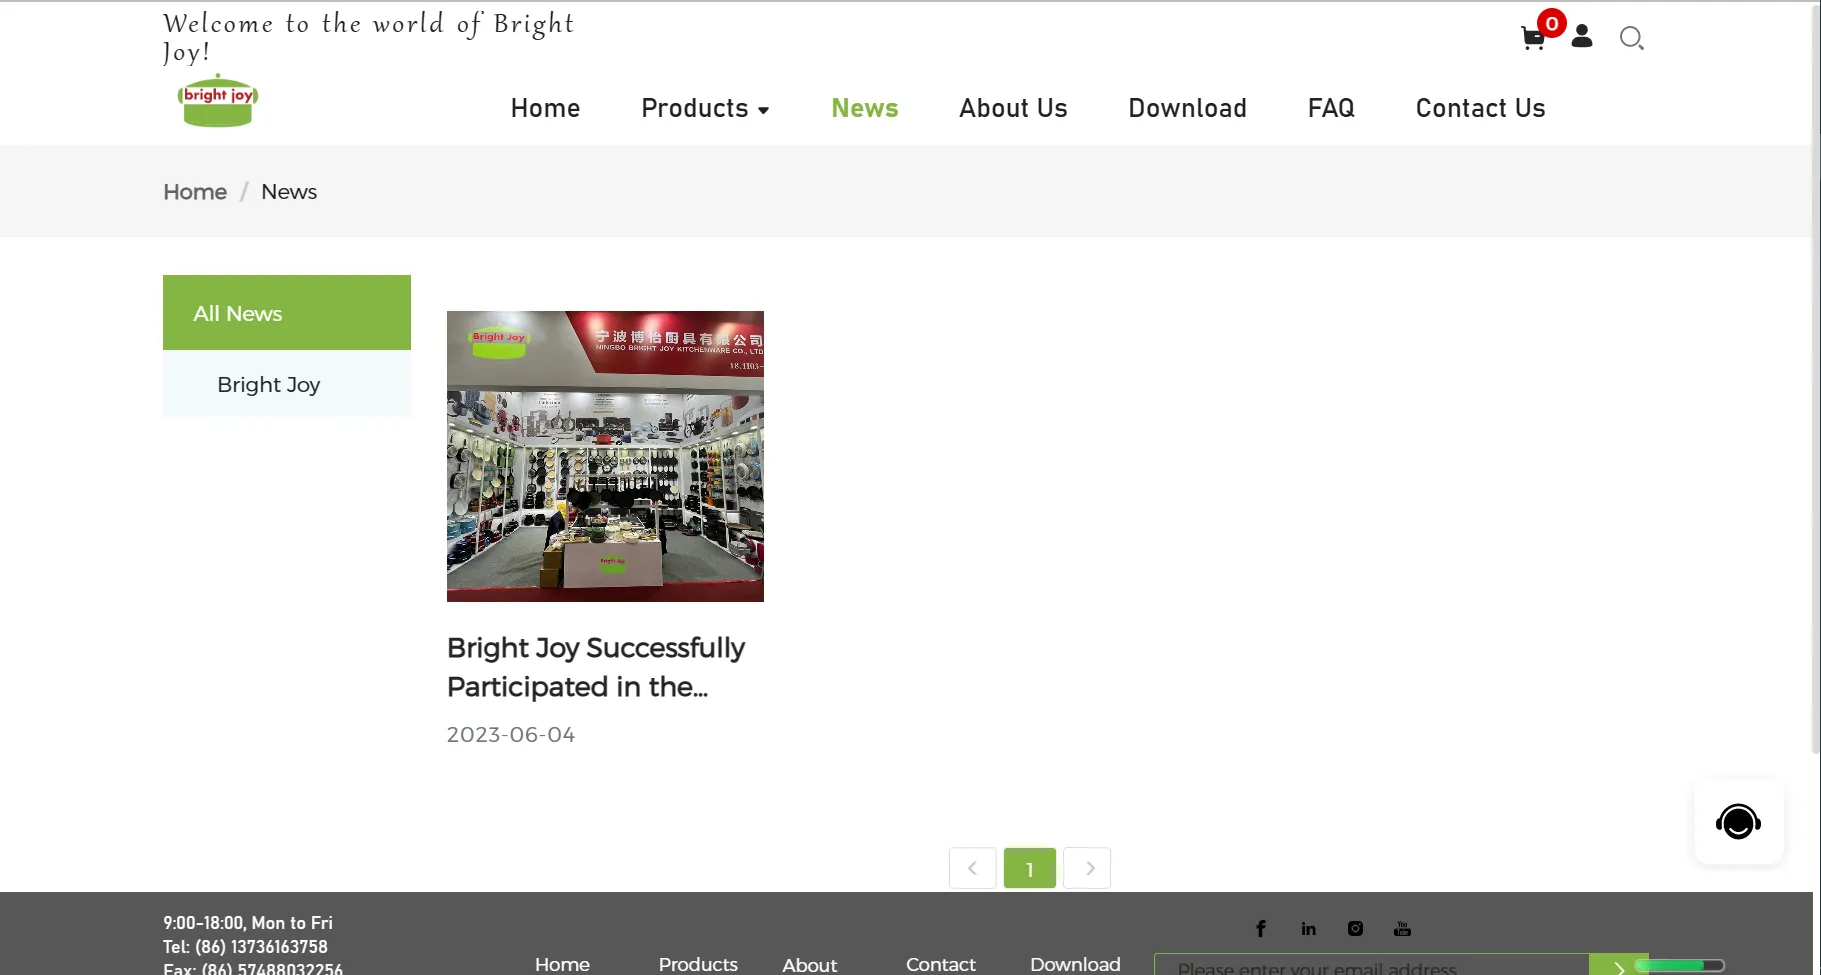 Welcome to the world of Bright
Joy!
0
bright joy
Home
Products
News
About Us
Download
FAQ
Contact Us
Home / News
All News
Bright Joy
Bright Joy
宁波博怡厨具有限公司
NINGBO BRIGHT JOY KITCHENWARE CO., LTD
Bright Joy
Bright Joy Successfully
Participated in the...
2023-06-04
1
9:00-18:00, Mon to Fri
Tel: (86) 13736163758
Fax: (86) 57488032256
Home
Products
About
Contact
Download
in
You
Please enter your email address